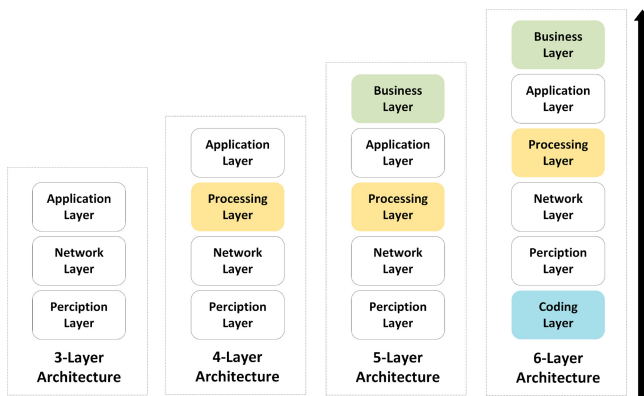 Application
Layer
Network
Layer
Perciption
Layer
3-Layer
Architecture
Application
Layer
Processing
Layer
Network
Layer
Perciption
Layer
4-Layer
Architecture
Business
Layer
Application
Layer
Processing
Layer
Network
Layer
Perciption
Layer
5-Layer
Architecture
Business
Layer
Application
Layer
Processing
Layer
Network
Layer
Perciption
Layer
Coding
Layer
6-Layer
Architecture